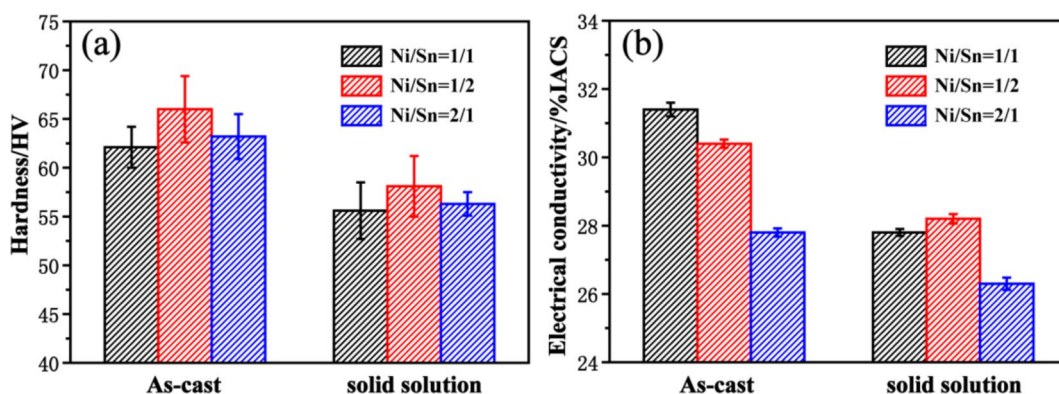 (a)
Hardness/HV
75
70
65
60
55
50
45
40
Ni/Sn=1/1
Ni/Sn=1/2
Ni/Sn=2/1
As-cast
solid solution
(b)
Electrical conductivity/%IACS
34
32
30
28
26
24
Ni/Sn=1/1
Ni/Sn=1/2
Ni/Sn=2/1
As-cast
solid solution